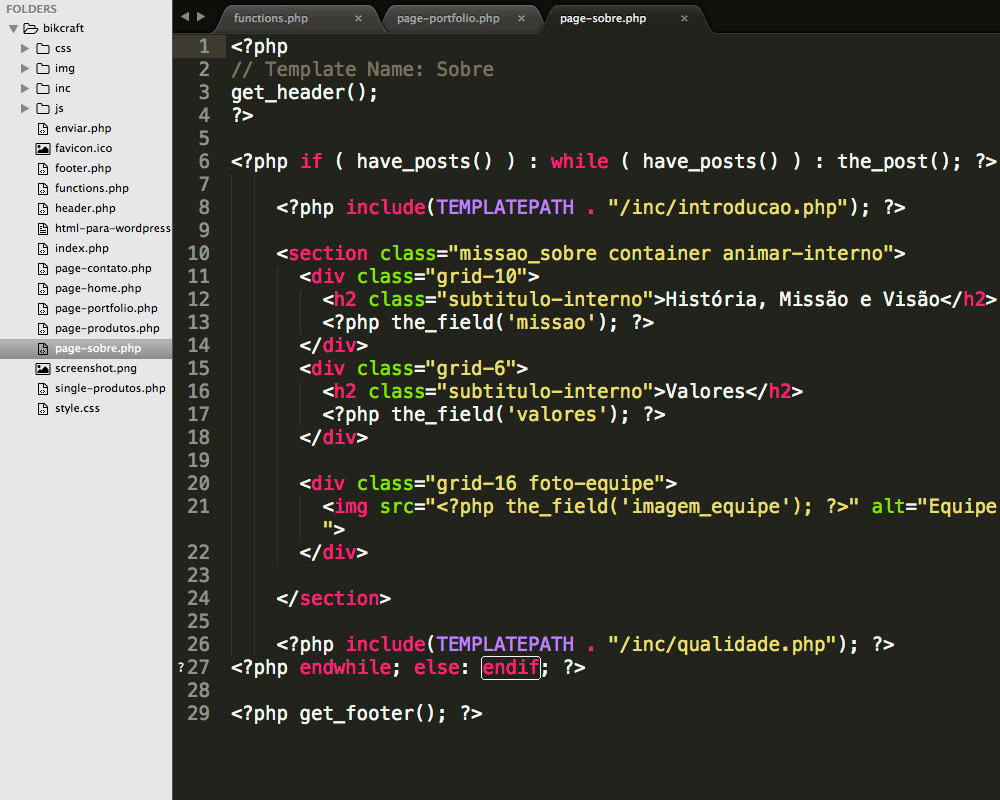 FOLDERS
bikcraft
css
img
inc
js
enviar.php
favicon.ico
footer.php
functions.php
header.php
html-para-wordpress
index.php
page-contato.php
page-home.php
page-portfolio.php
page-produtos.php
page-sobre.php
screenshot.png
single-produtos.php
style.css
functions.php × page-portfolio.php × page-sobre.php ×
1 <?php
2 // Template Name: Sobre
3 get_header();
4 ?>
5
6 <?php if ( have_posts() ) : while ( have_posts() ) : the_post(); ?>
7
8 <?php include(TEMPLATEPATH . "/inc/introducao.php"); ?>
9
10 <section class="missao_sobre container animar-interno">
11 <div class="grid-10">
12 <h2 class="subtitulo-interno">História, Missão e Visão</h2>
13 <?php the_field('missao'); ?>
14 </div>
15 <div class="grid-6">
16 <h2 class="subtitulo-interno">Valores</h2>
17 <?php the_field('valores'); ?>
18 </div>
19
20 <div class="grid-16 foto-equipe">
21 <img src="<?php the_field('imagem_equipe'); ?>" alt="Equipe
">
22 </div>
23
24 </section>
25
26 <?php include(TEMPLATEPATH . "/inc/qualidade.php"); ?>
?27 <?php endwhile; else: endif; ?>
28
29 <?php get_footer(); ?>